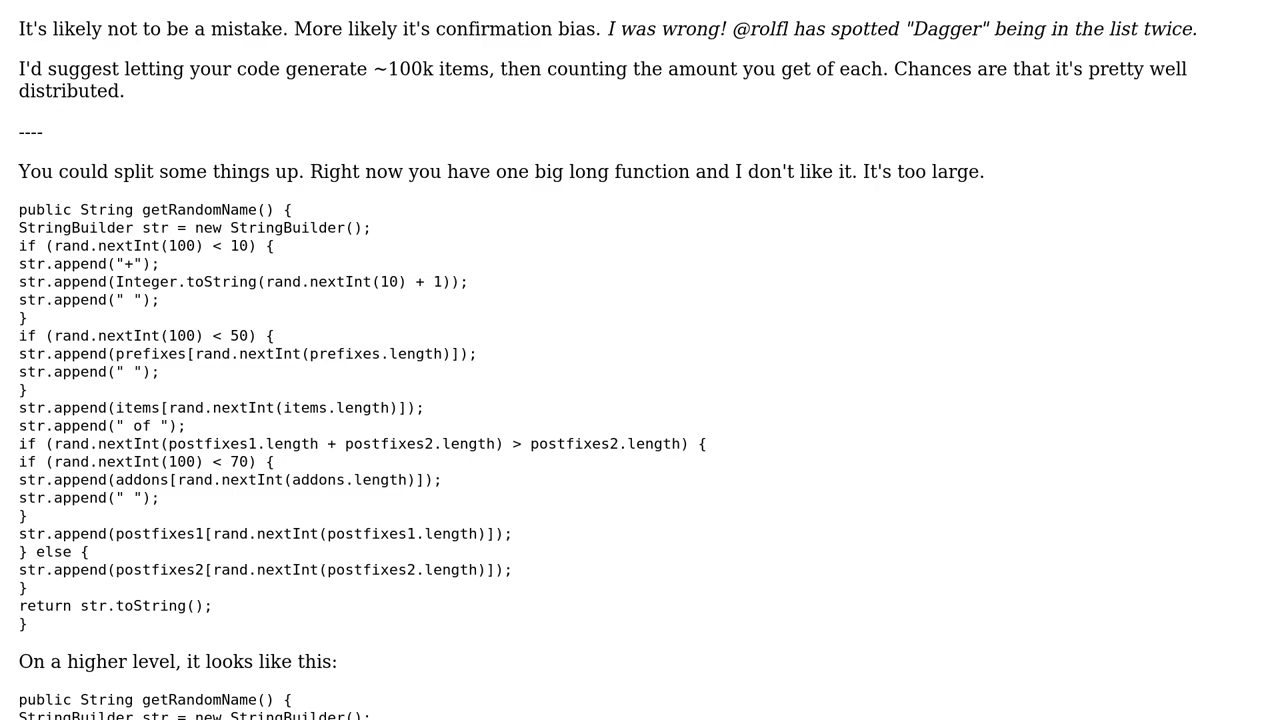 It's likely not to be a mistake. More likely it's confirmation bias. I was wrong! @rolfl has spotted "Dagger" being in the list twice.
I'd suggest letting your code generate ~100k items, then counting the amount you get of each. Chances are that it's pretty well
distributed.
----
You could split some things up. Right now you have one big long function and I don't like it. It's too large.
public String getRandomName() {
StringBuilder str = new StringBuilder();
if (rand.nextInt(100) < 10) {
str.append("+");
str.append(Integer.toString(rand.nextInt(10) + 1));
str.append(" ");
}
if (rand.nextInt(100) < 50) {
str.append(prefixes[rand.nextInt(prefixes.length)]);
str.append(" ");
}
str.append(items[rand.nextInt(items.length)]);
str.append(" of ");
if (rand.nextInt(postfixes1.length + postfixes2.length) > postfixes2.length) {
if (rand.nextInt(100) < 70) {
str.append(addons[rand.nextInt(addons.length)]);
str.append(" ");
}
str.append(postfixes1[rand.nextInt(postfixes1.length)]);
} else {
str.append(postfixes2[rand.nextInt(postfixes2.length)]);
}
return str.toString();
}
On a higher level, it looks like this:
public String getRandomName() {
StringBuilder str = new StringBuilder();